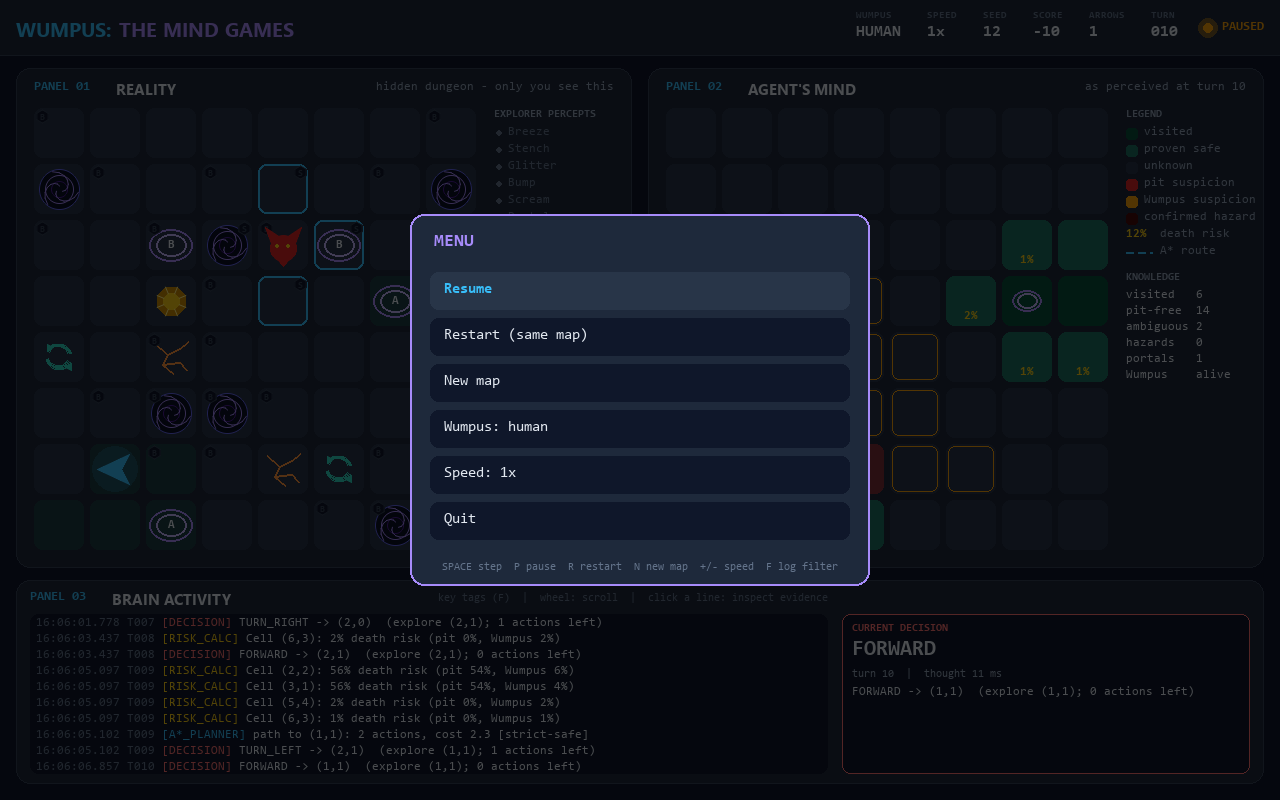 WUMPUS: THE MIND GAMES
WUMPUS SPEED SEED SCORE ARROWS TURN
HUMAN 1x 12 -10 1 010 PAUSED
PANEL 01 REALITY hidden dungeon - only you see this
EXPLORER PERCEPTS
Breeze
Stench
Glitter
Bump
Scream
B
B
A
A
PANEL 02 AGENT'S MIND as perceived at turn 10
LEGEND
visited
proven safe
unknown
pit suspicion
Wumpus suspicion
confirmed hazard
12% death risk
A* route
KNOWLEDGE
visited 6
pit-free 14
ambiguous 2
hazards 0
portals 1
Wumpus alive
1%
2%
1% 1%
MENU
Resume
Restart (same map)
New map
Wumpus: human
Speed: 1x
Quit
SPACE step P pause R restart N new map +/- speed F log filter
PANEL 03 BRAIN ACTIVITY key tags (F) | wheel: scroll | click a line: inspect evidence
16:06:01.778 T007 [DECISION] TURN_RIGHT -> (2,0) (explore (2,1); 1 actions left)
16:06:03.437 T008 [RISK_CALC] Cell (6,3): 2% death risk (pit 0%, Wumpus 2%)
16:06:03.437 T008 [DECISION] FORWARD -> (2,1) (explore (2,1); 0 actions left)
16:06:05.097 T009 [RISK_CALC] Cell (2,2): 56% death risk (pit 54%, Wumpus 6%)
16:06:05.097 T009 [RISK_CALC] Cell (3,1): 56% death risk (pit 54%, Wumpus 4%)
16:06:05.097 T009 [RISK_CALC] Cell (5,4): 2% death risk (pit 0%, Wumpus 2%)
16:06:05.097 T009 [RISK_CALC] Cell (6,3): 1% death risk (pit 0%, Wumpus 1%)
16:06:05.102 T009 [A*_PLANNER] path to (1,1): 2 actions, cost 2.3 [strict-safe]
16:06:05.102 T009 [DECISION] TURN_LEFT -> (2,1) (explore (1,1); 1 actions left)
16:06:06.857 T010 [DECISION] FORWARD -> (1,1) (explore (1,1); 0 actions left)
CURRENT DECISION
FORWARD
turn 10 | thought 11 ms
FORWARD -> (1,1) (explore (1,1); 0 actions left)